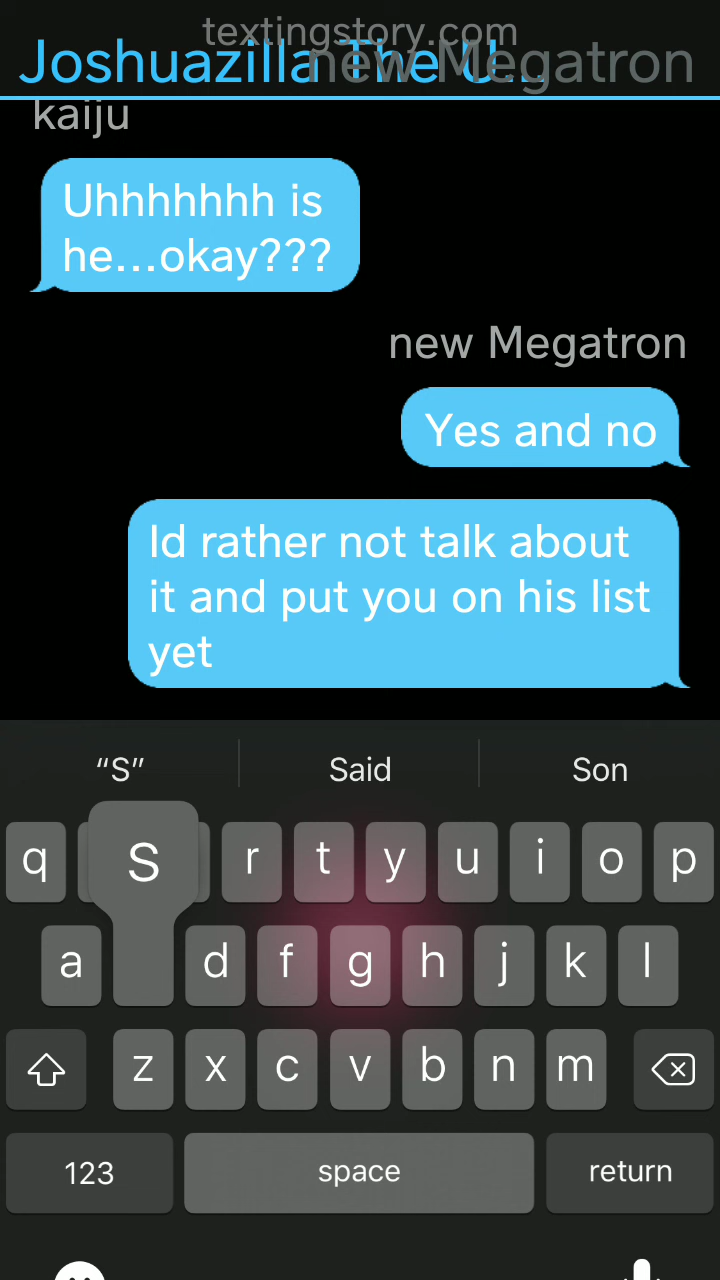 textingstory.com
Joshuazilla The U...
new Megatron
kaiju
Uhhhhhhh is
he...okay???
new Megatron
Yes and no
Id rather not talk about
it and put you on his list
yet
“S” Said Son
q S r t y u i o p
a d f g h j k l
z x c v b n m
123 space return